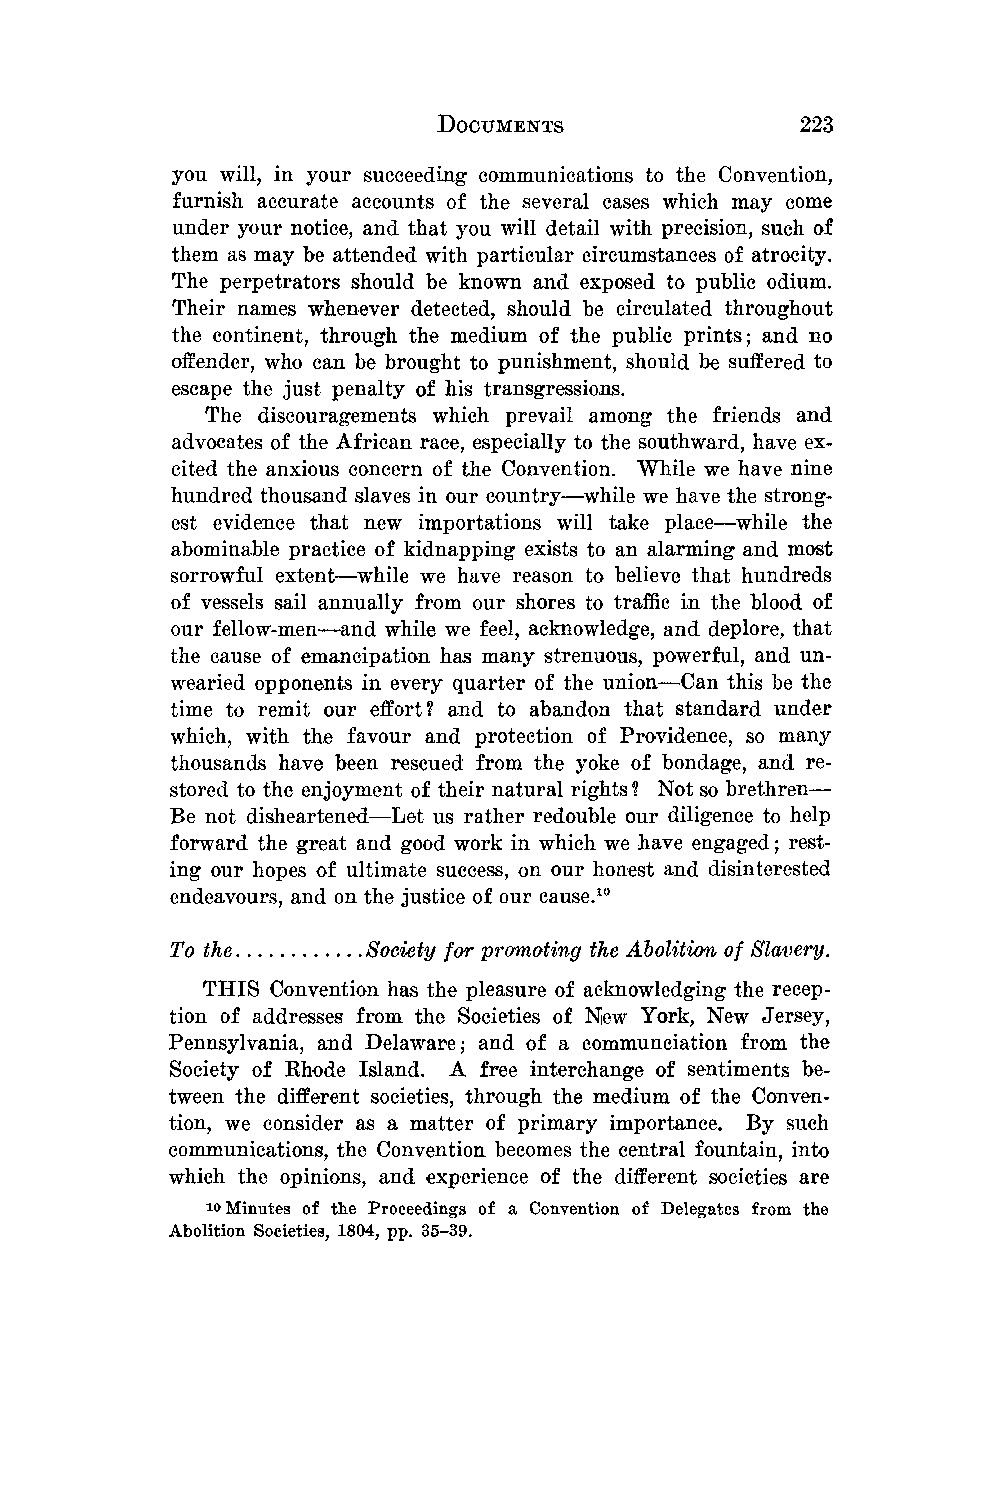 DOCUMENTS 223
you will, in your succeeding communications to the Convention,
furnish accurate accounts of the several cases which may come
under your notice, and that you will detail with precision, such of
them as may be attended with particular circumstances of atrocity.
The perpetrators should be known and exposed to public odium.
Their names whenever detected, should be circulated throughout
the continent, through the medium of the public prints; and no
offender, who can be brought to punishment, should be suffered to
escape the just penalty of his transgressions.
The discouragements which prevail among the friends and
advocates of the African race, especially to the southward, have ex-
cited the anxious concern of the Convention. While we have nine
hundred thousand slaves in our country—while we have the strong-
est evidence that new importations will take place—while the
abominable practice of kidnapping exists to an alarming and most
sorrowful extent—while we have reason to believe that hundreds
of vessels sail annually from our shores to traffic in the blood of
our fellow-men—and while we feel, acknowledge, and deplore, that
the cause of emancipation has many strenuous, powerful, and un-
wearied opponents in every quarter of the union—Can this be the
time to remit our effort? and to abandon that standard under
which, with the favour and protection of Providence, so many
thousands have been rescued from the yoke of bondage, and re-
stored to the enjoyment of their natural rights? Not so brethren—
Be not disheartened—Let us rather redouble our diligence to help
forward the great and good work in which we have engaged; rest-
ing our hopes of ultimate success, on our honest and disinterested
endeavours, and on the justice of our cause.¹⁰
To the............Society for promoting the Abolition of Slavery.
THIS Convention has the pleasure of acknowledging the recep-
tion of addresses from the Societies of New York, New Jersey,
Pennsylvania, and Delaware; and of a communciation from the
Society of Rhode Island. A free interchange of sentiments be-
tween the different societies, through the medium of the Conven-
tion, we consider as a matter of primary importance. By such
communications, the Convention becomes the central fountain, into
which the opinions, and experience of the different societies are
10 Minutes of the Proceedings of a Convention of Delegates from the
Abolition Societies, 1804, pp. 35–39.